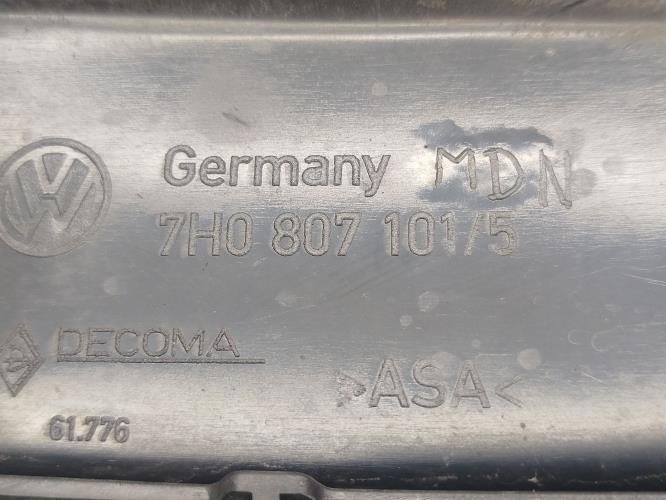 Germany MDN
7H0 807 101/5
DECOMA
>ASA<
61.776